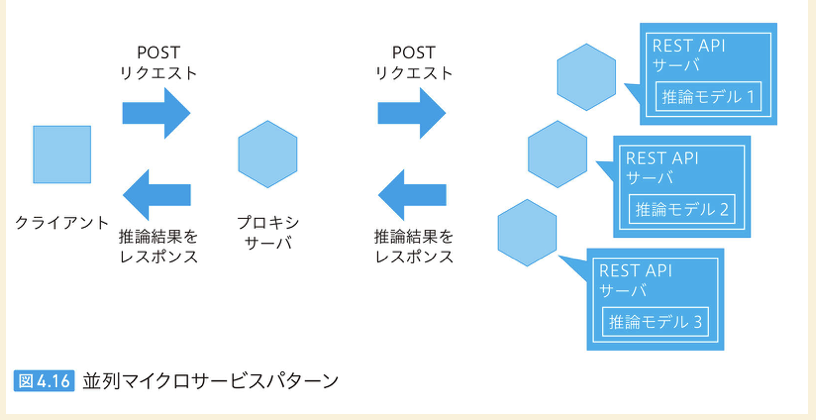 POST
リクエスト
クライアント
推論結果を
レスポンス
プロキシ
サーバ
POST
リクエスト
推論結果を
レスポンス
REST API
サーバ
推論モデル 1
REST API
サーバ
推論モデル 2
REST API
サーバ
推論モデル 3
図4.16 並列マイクロサービスパターン